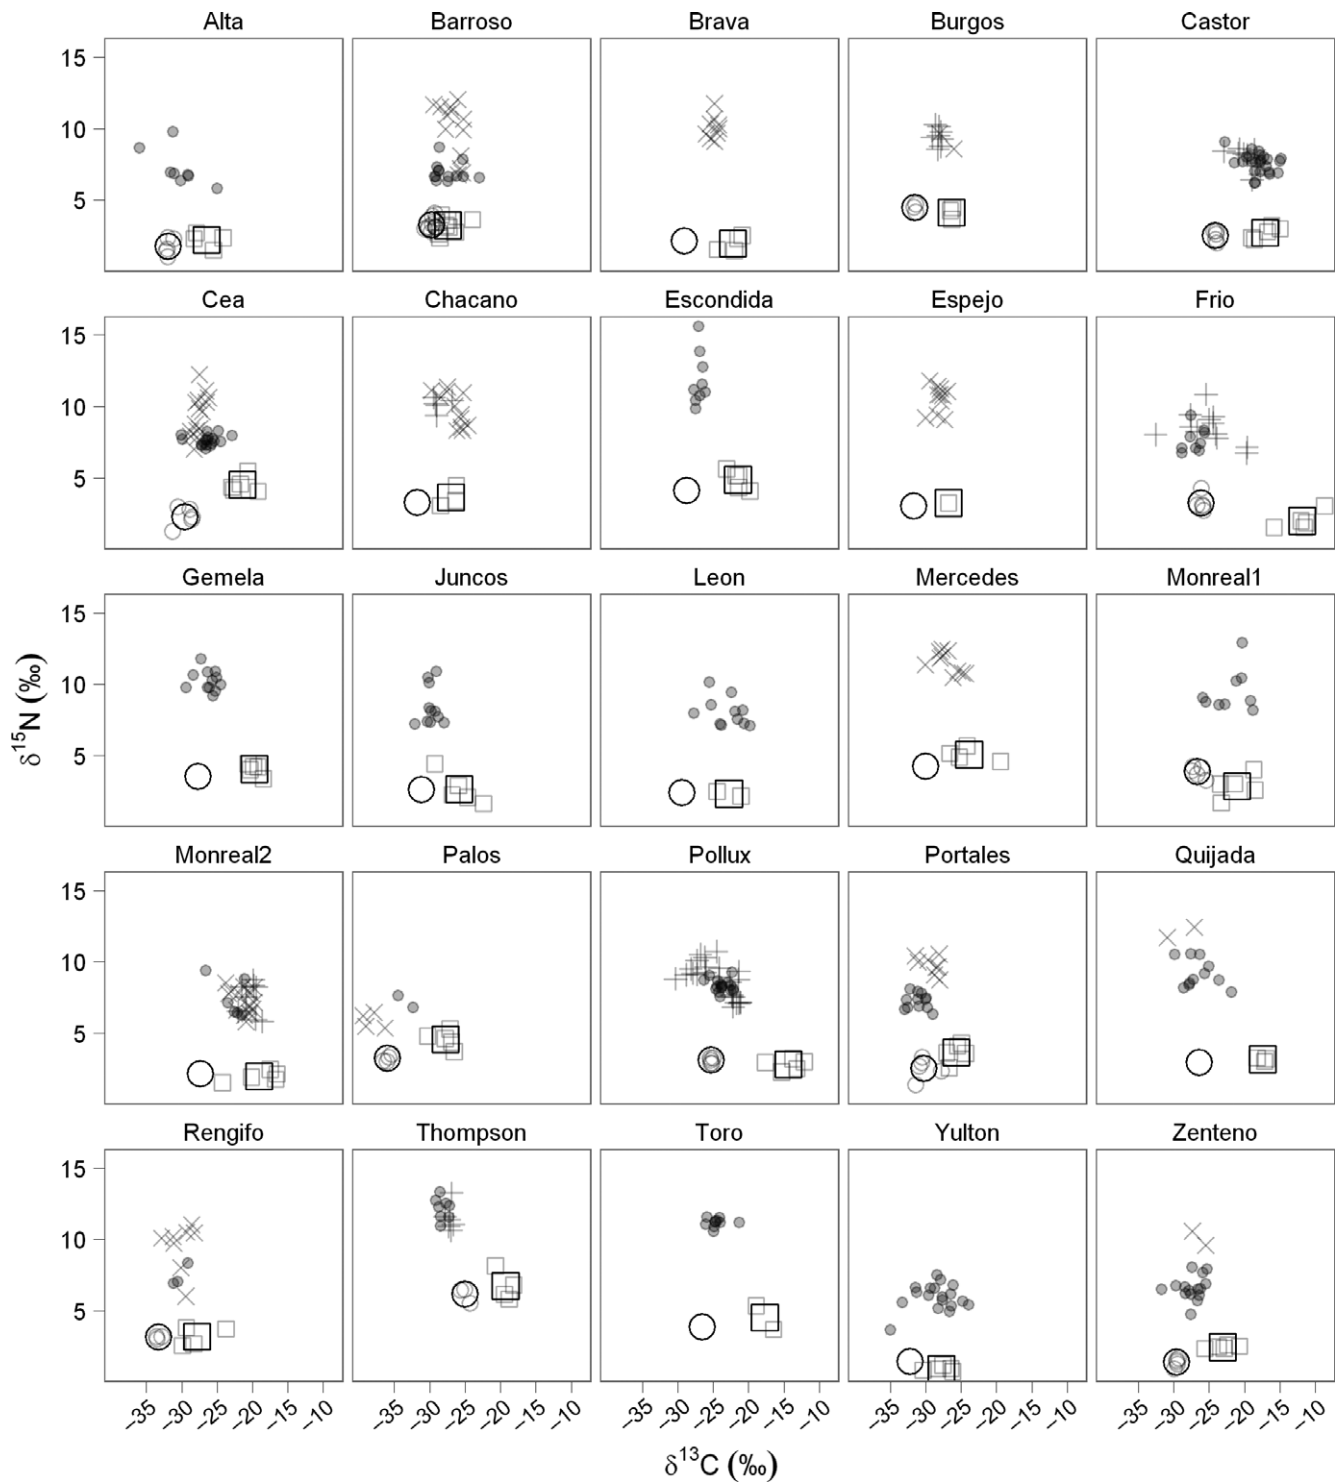 Alta Barroso Brava Burgos Castor
15
10
5
Cea Chacano Escondida Espejo Frio
15
10
5
Gemela Juncos Leon Mercedes Monreal1
15
10
5
δ15N (‰)
Monreal2 Palos Pollux Portales Quijada
15
10
5
Rengifo Thompson Toro Yulton Zenteno
15
10
5
−35 −30 −25 −20 −15 −10 −35 −30 −25 −20 −15 −10 −35 −30 −25 −20 −15 −10 −35 −30 −25 −20 −15 −10 −35 −30 −25 −20 −15 −10
δ13C (‰)